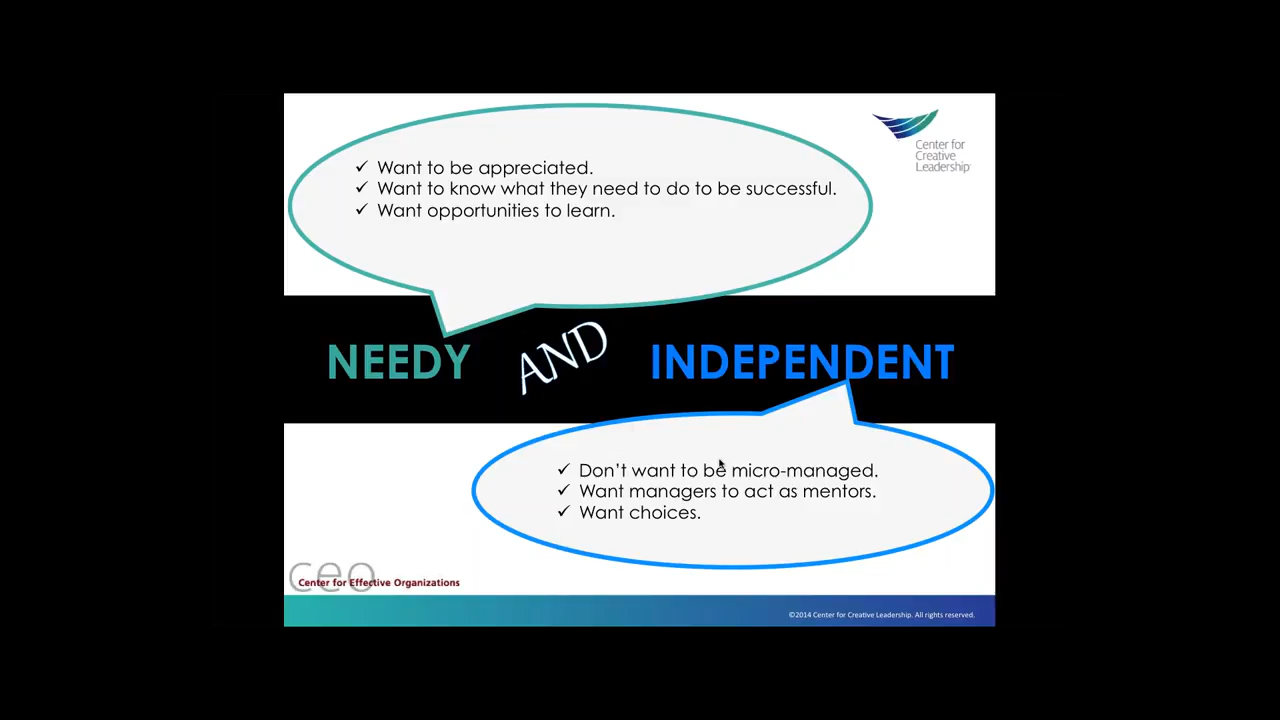 ✓ Want to be appreciated.
✓ Want to know what they need to do to be successful.
✓ Want opportunities to learn.
Center for
Creative
Leadership
NEEDY AND INDEPENDENT
✓ Don't want to be micro-managed.
✓ Want managers to act as mentors.
✓ Want choices.
ceo
Center for Effective Organizations
©2014 Center for Creative Leadership. All rights reserved.